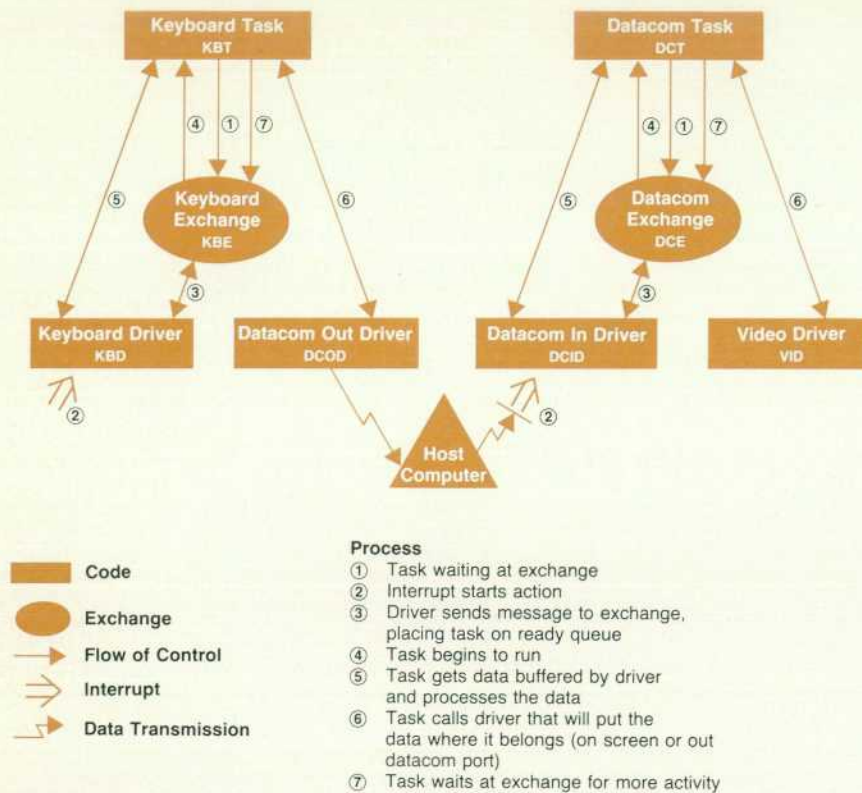 Keyboard Task
KBT
Datacom Task
DCT
④ ① ⑦
④ ① ⑦
⑤
Keyboard
Exchange
KBE
⑥
⑤
Datacom
Exchange
DCE
⑥
③
③
Keyboard Driver
KBD
Datacom Out Driver
DCOD
Datacom In Driver
DCID
Video Driver
VID
②
②
Host
Computer
Code
Exchange
Flow of Control
Interrupt
Data Transmission
Process
① Task waiting at exchange
② Interrupt starts action
③ Driver sends message to exchange,
placing task on ready queue
④ Task begins to run
⑤ Task gets data buffered by driver
and processes the data
⑥ Task calls driver that will put the
data where it belongs (on screen or out
datacom port)
⑦ Task waits at exchange for more activity